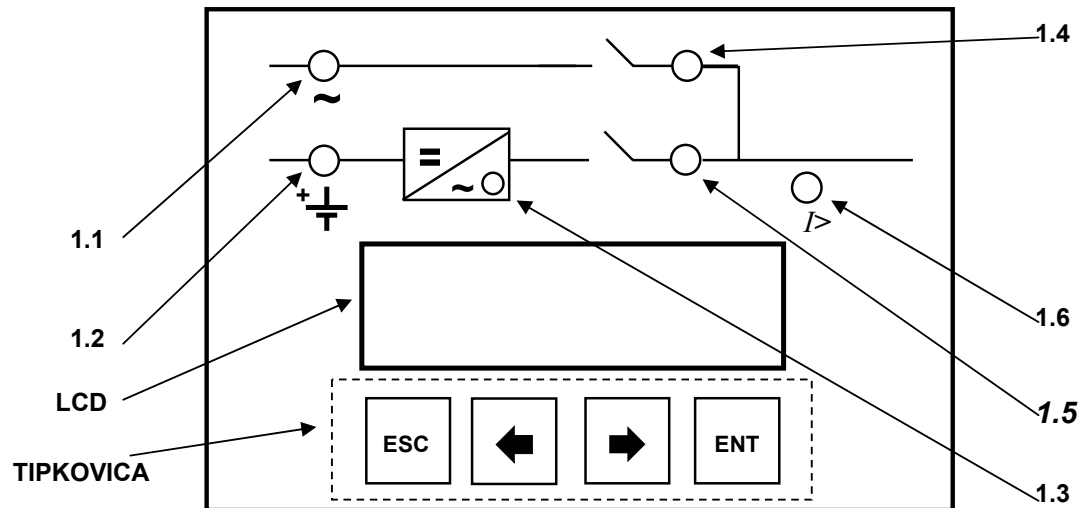 1.4
~
=
~
+
I>
1.1
1.2
1.6
LCD
1.5
ESC
ENT
TIPKOVICA
1.3